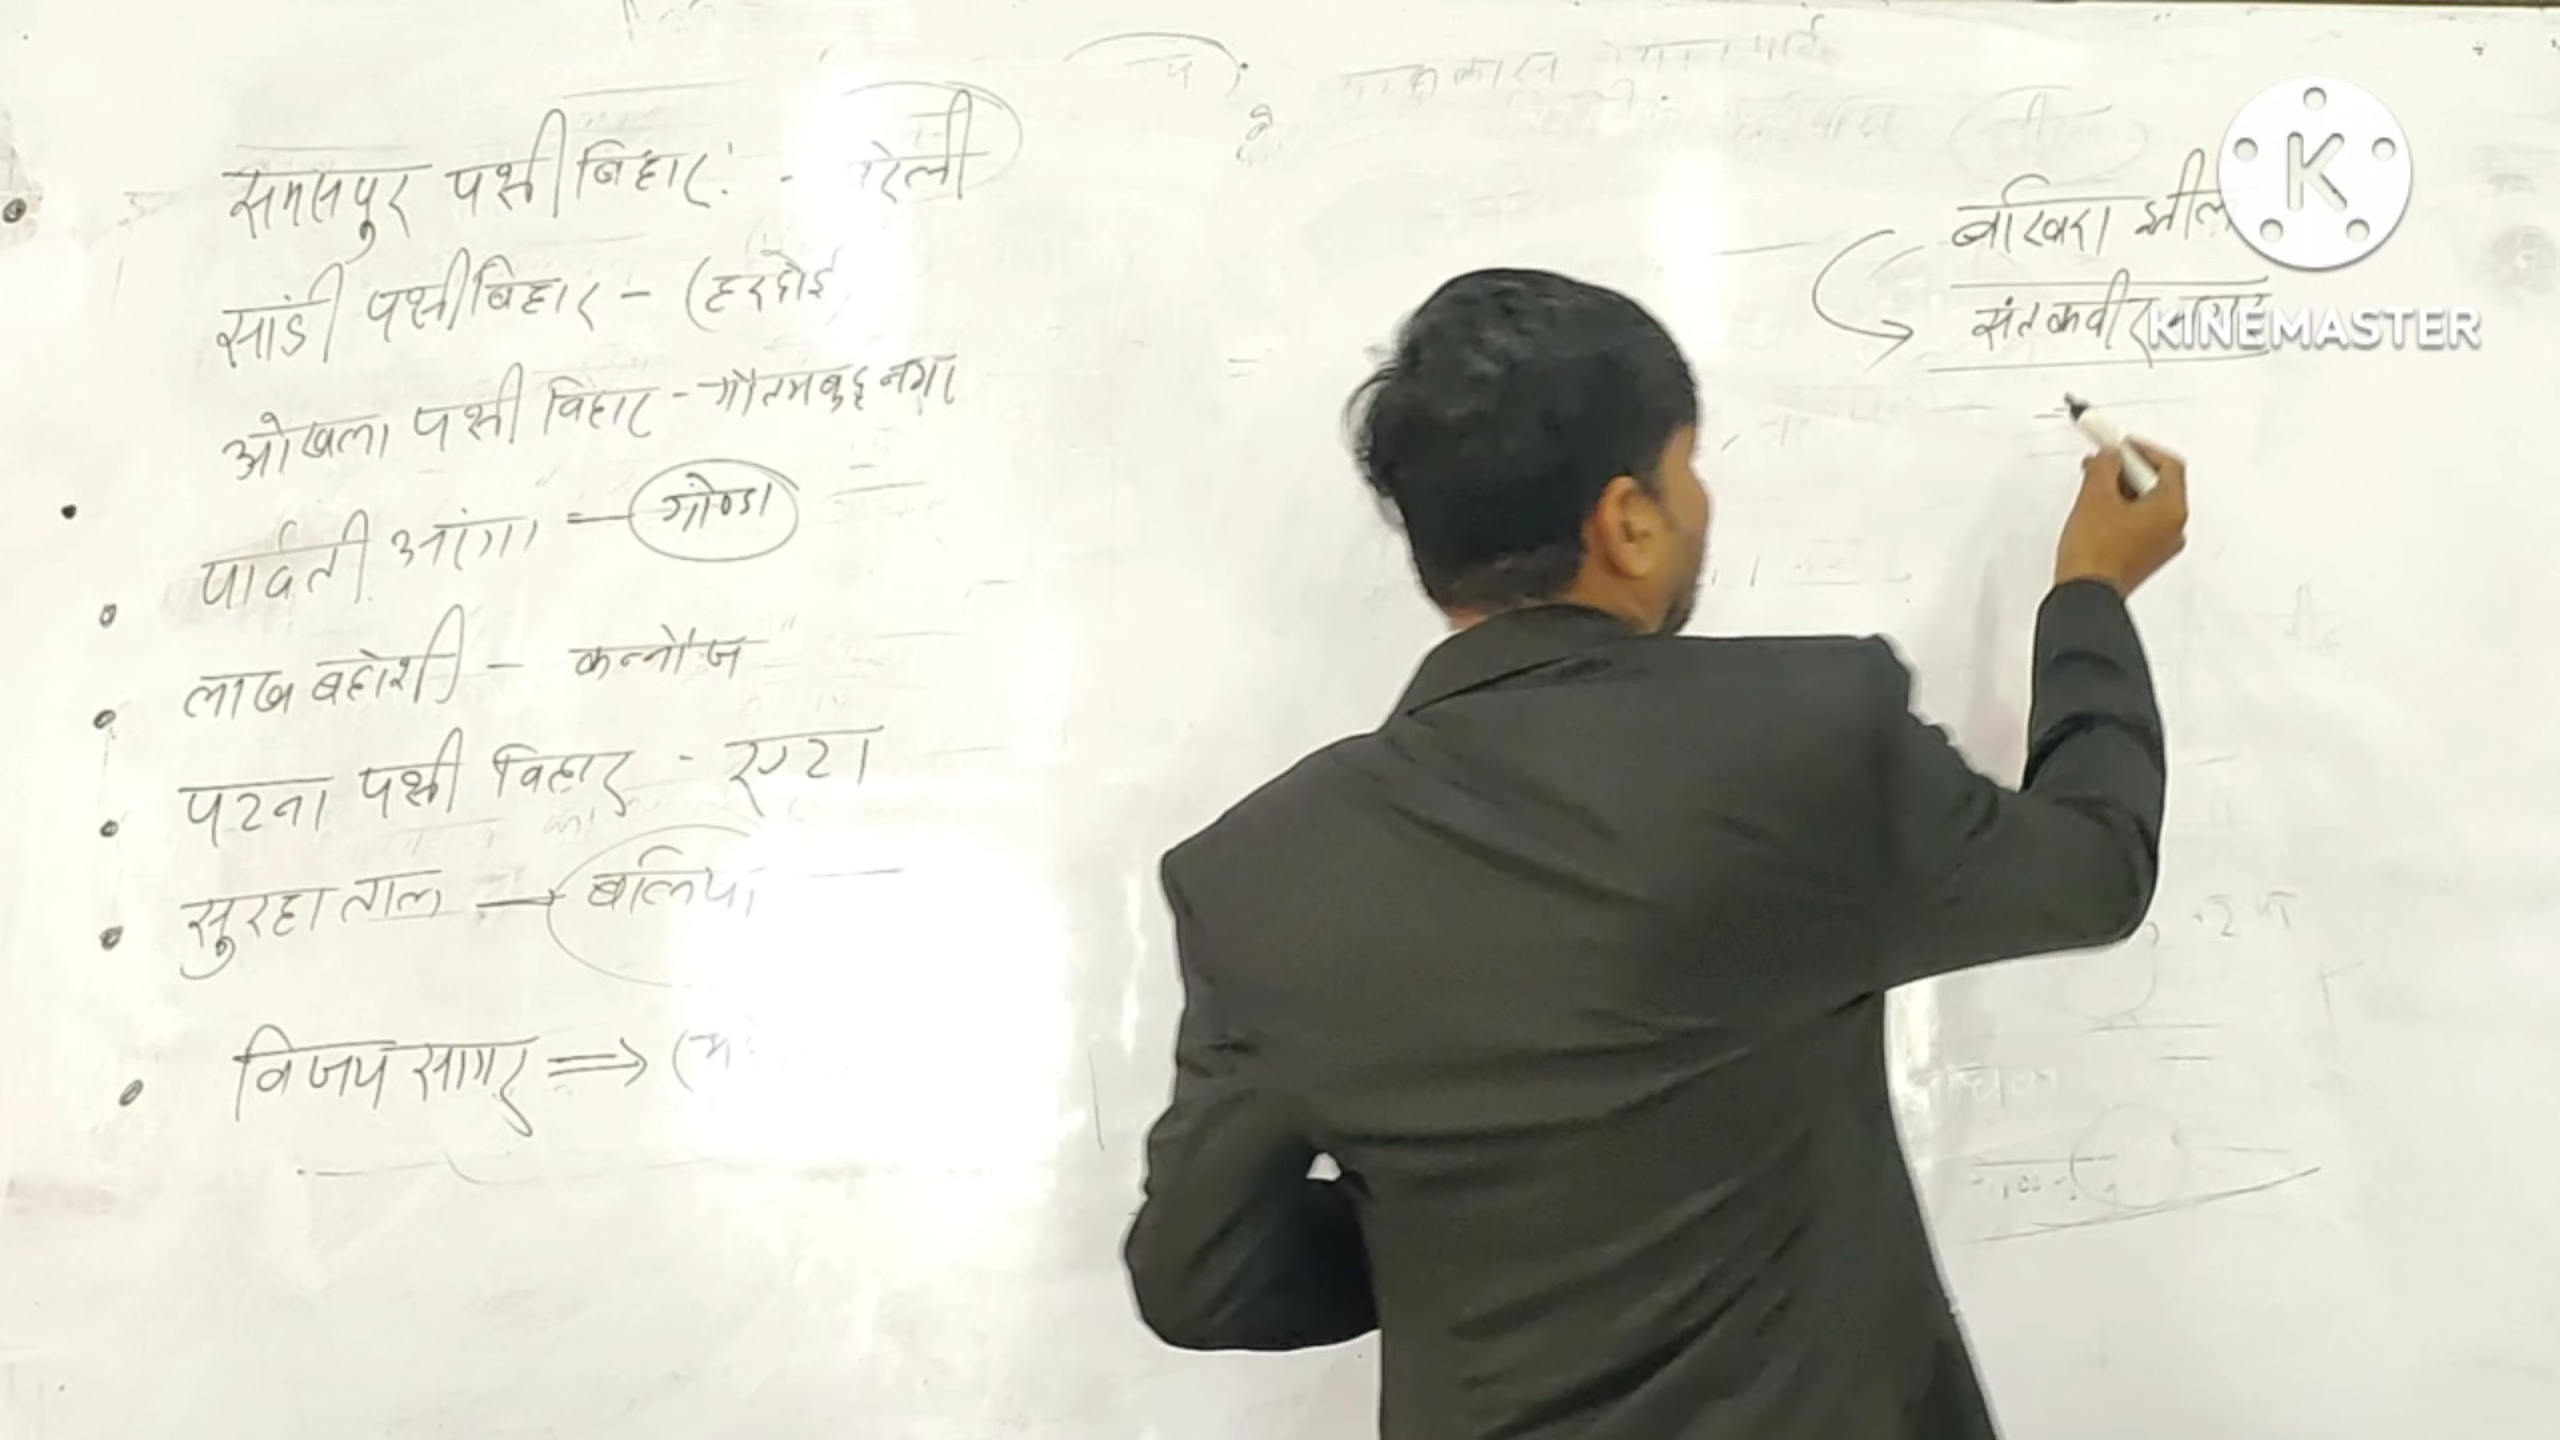 समसपुर पक्षी बिहार: - रेली
सांडी पक्षी बिहार - (हरदोई
ओखला पक्षी विहार - गौतमबुद्ध नगर
पार्वती अरंगा - गोण्डा
लाख बहोशी - कन्नौज
पटना पक्षी विहार - एटा
सुरहा ताल → बलिया
विजय सागर ⇒ (म
बखिरा झील
संत कबीर नगर
K
KINEMASTER